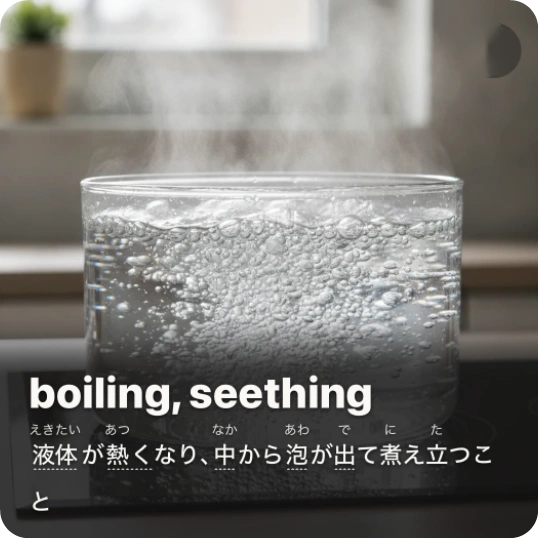 boiling, seething
えきたい あつ なか あわ で に た
液体が熱くなり、中から泡が出て煮え立つこ
と